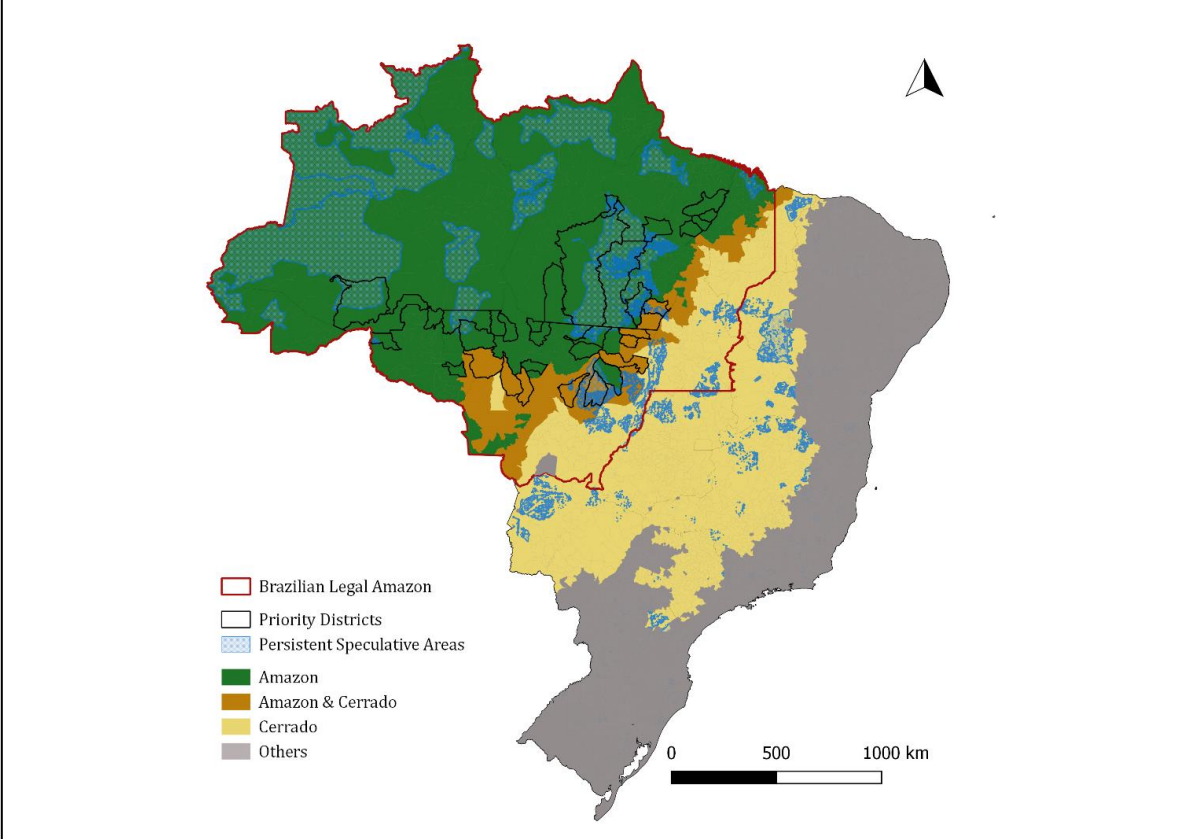 Brazilian Legal Amazon
Priority Districts
Persistent Speculative Areas
Amazon
Amazon & Cerrado
Cerrado
Others
0 500 1000 km